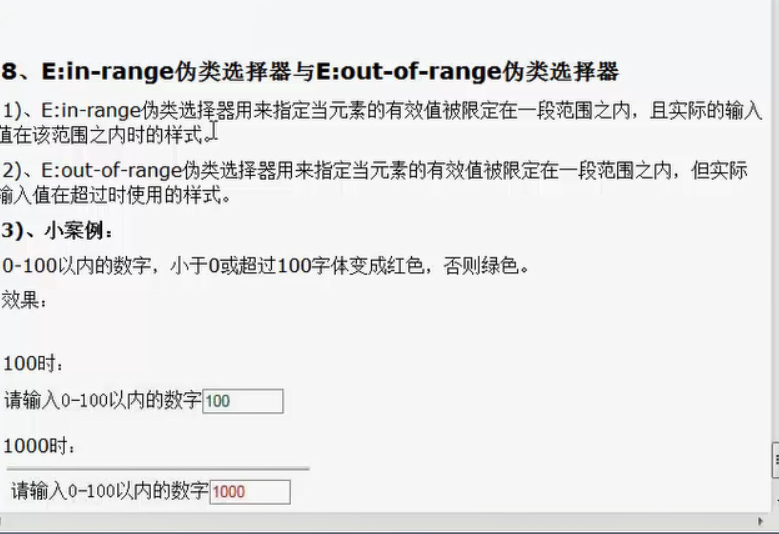 8、E:in-range伪类选择器与E:out-of-range伪类选择器
1)、E:in-range伪类选择器用来指定当元素的有效值被限定在一段范围之内，且实际的输入
值在该范围之内时的样式。
2)、E:out-of-range伪类选择器用来指定当元素的有效值被限定在一段范围之内，但实际
输入值在超过时使用的样式。
3)、小案例：
0-100以内的数字，小于0或超过100字体变成红色，否则绿色。
效果：
100时：
请输入0-100以内的数字100
1000时：
请输入0-100以内的数字1000